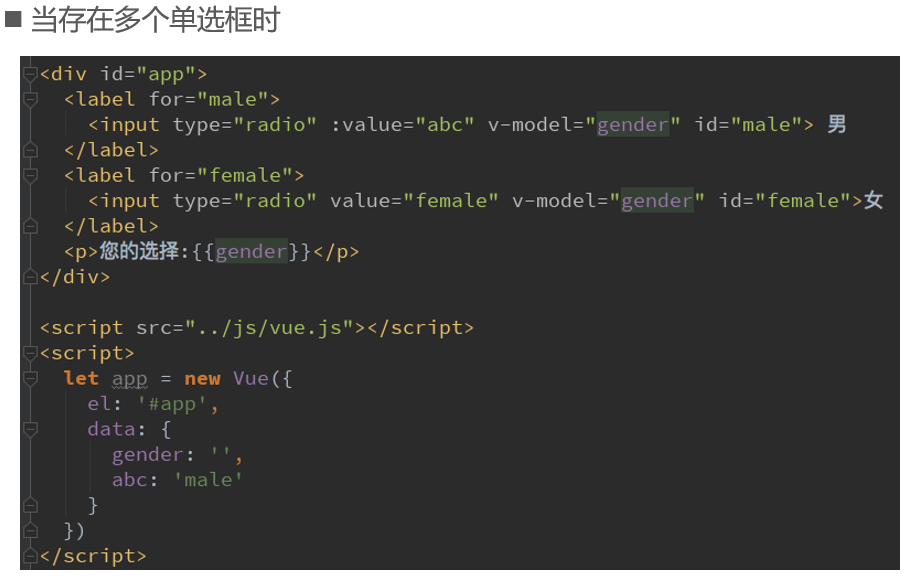 ■ 当存在多个单选框时
<div id="app">
  <label for="male">
    <input type="radio" :value="abc" v-model="gender" id="male"> 男
  </label>
  <label for="female">
    <input type="radio" value="female" v-model="gender" id="female">女
  </label>
  <p>您的选择:{{gender}}</p>
</div>

<script src="../js/vue.js"></script>
<script>
  let app = new Vue({
    el: '#app',
    data: {
      gender: '',
      abc: 'male'
    }
  })
</script>